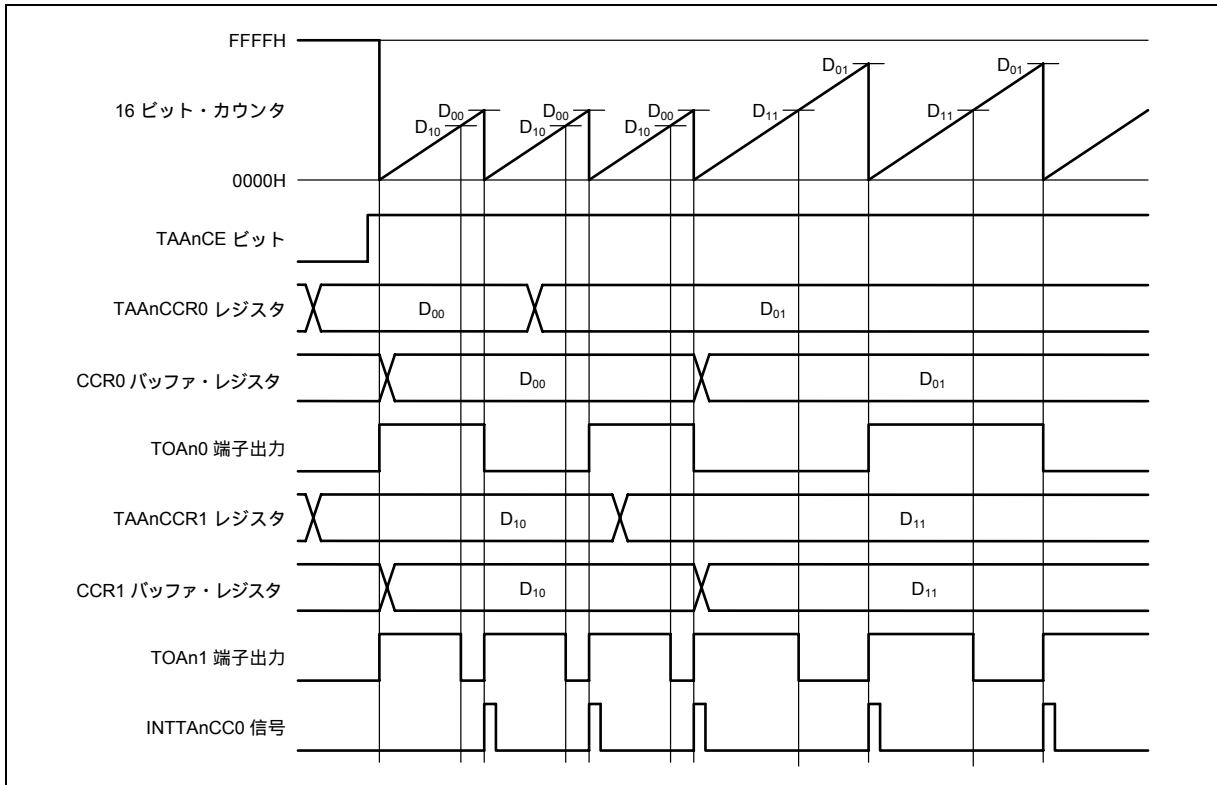 FFFFH
D₀₁ D₀₁
16 ビット・カウンタ D₀₀ D₀₀ D₀₀ D₁₁ D₁₁
D₁₀ D₁₀ D₁₀
0000H
TAAnCE ビット
TAAnCCR0 レジスタ D₀₀ D₀₁
CCR0 バッファ・レジスタ D₀₀ D₀₁
TOAn0 端子出力
TAAnCCR1 レジスタ D₁₀ D₁₁
CCR1 バッファ・レジスタ D₁₀ D₁₁
TOAn1 端子出力
INTTAnCC0 信号